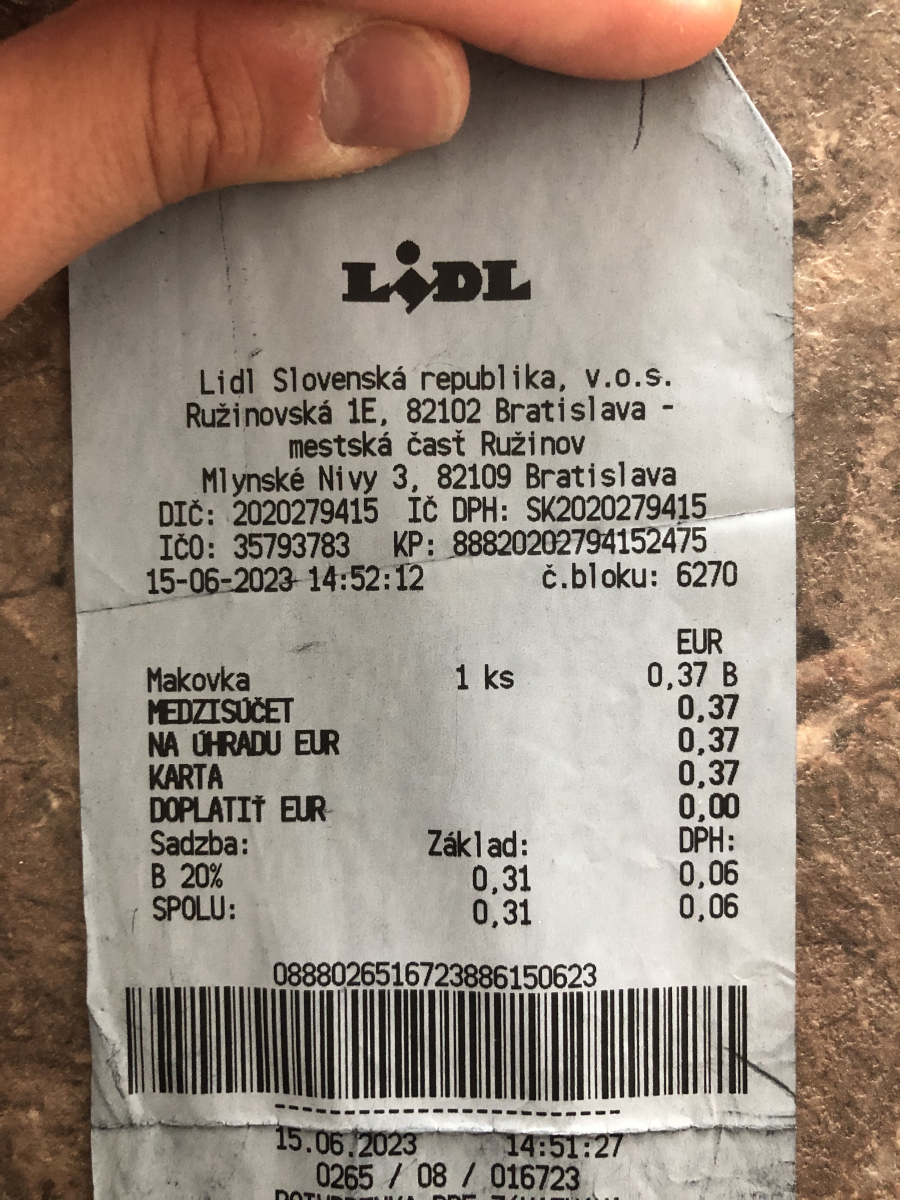 LIDL
Lidl Slovenská republika, v.o.s.
Ružinovská 1E, 82102 Bratislava -
mestská časť Ružinov
Mlynské Nivy 3, 82109 Bratislava
DIČ: 2020279415 IČ DPH: SK2020279415
IČO: 35793783 KP: 88820202794152475
15-06-2023 14:52:12 č.bloku: 6270
EUR
Makovka 1 ks 0,37 B
MEDZISÚČET 0,37
NA ÚHRADU EUR 0,37
KARTA 0,37
DOPLATIŤ EUR 0,00
Sadzba: Základ: DPH:
B 20% 0,31 0,06
SPOLU: 0,31 0,06
0888026516723886150623
15.06.2023 14:51:27
0265 / 08 / 016723